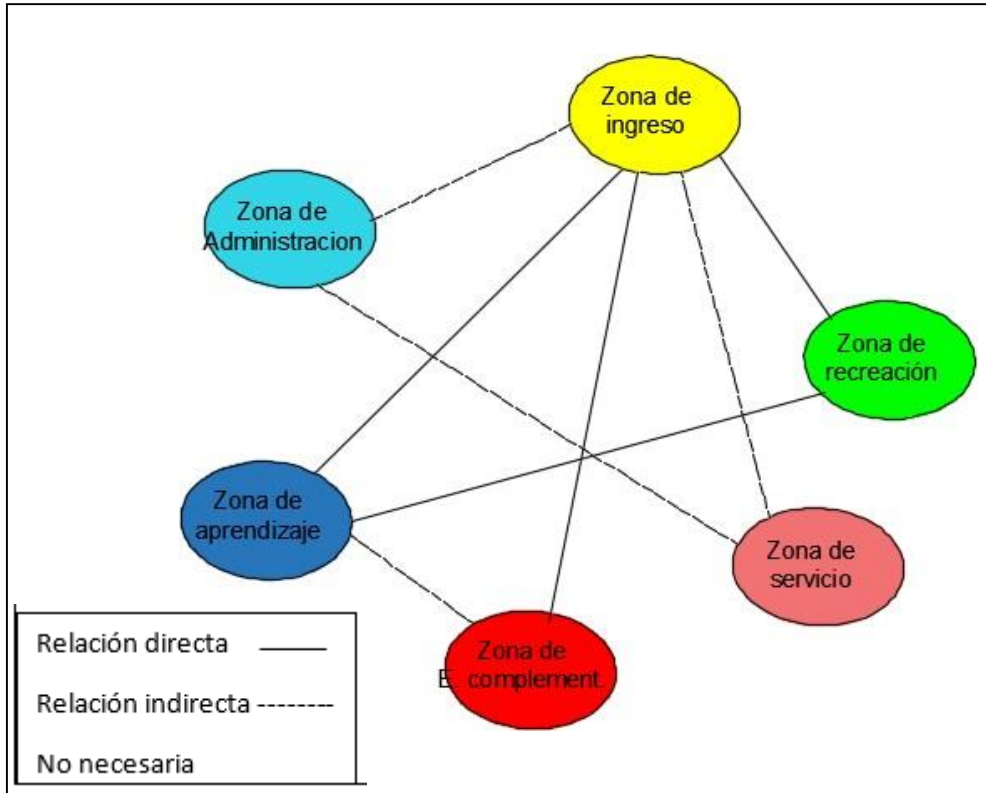 Zona de
ingreso
Zona de
Administracion
Zona de
recreación
Zona de
aprendizaje
Zona de
servicio
Zona de
E. complement.
Relación directa
Relación indirecta
No necesaria